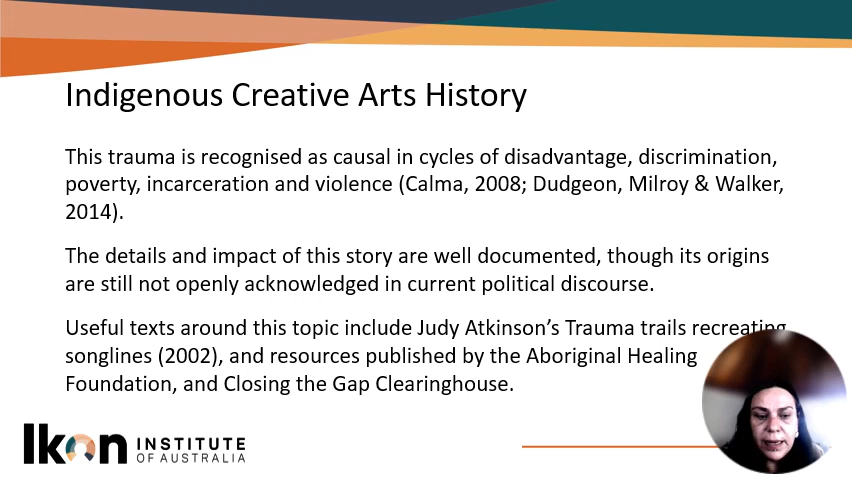 Indigenous Creative Arts History
This trauma is recognised as causal in cycles of disadvantage, discrimination,
poverty, incarceration and violence (Calma, 2008; Dudgeon, Milroy & Walker,
2014).
The details and impact of this story are well documented, though its origins
are still not openly acknowledged in current political discourse.
Useful texts around this topic include Judy Atkinson’s Trauma trails recreating
songlines (2002), and resources published by the Aboriginal Healing
Foundation, and Closing the Gap Clearinghouse.
Ikon INSTITUTE
OF AUSTRALIA